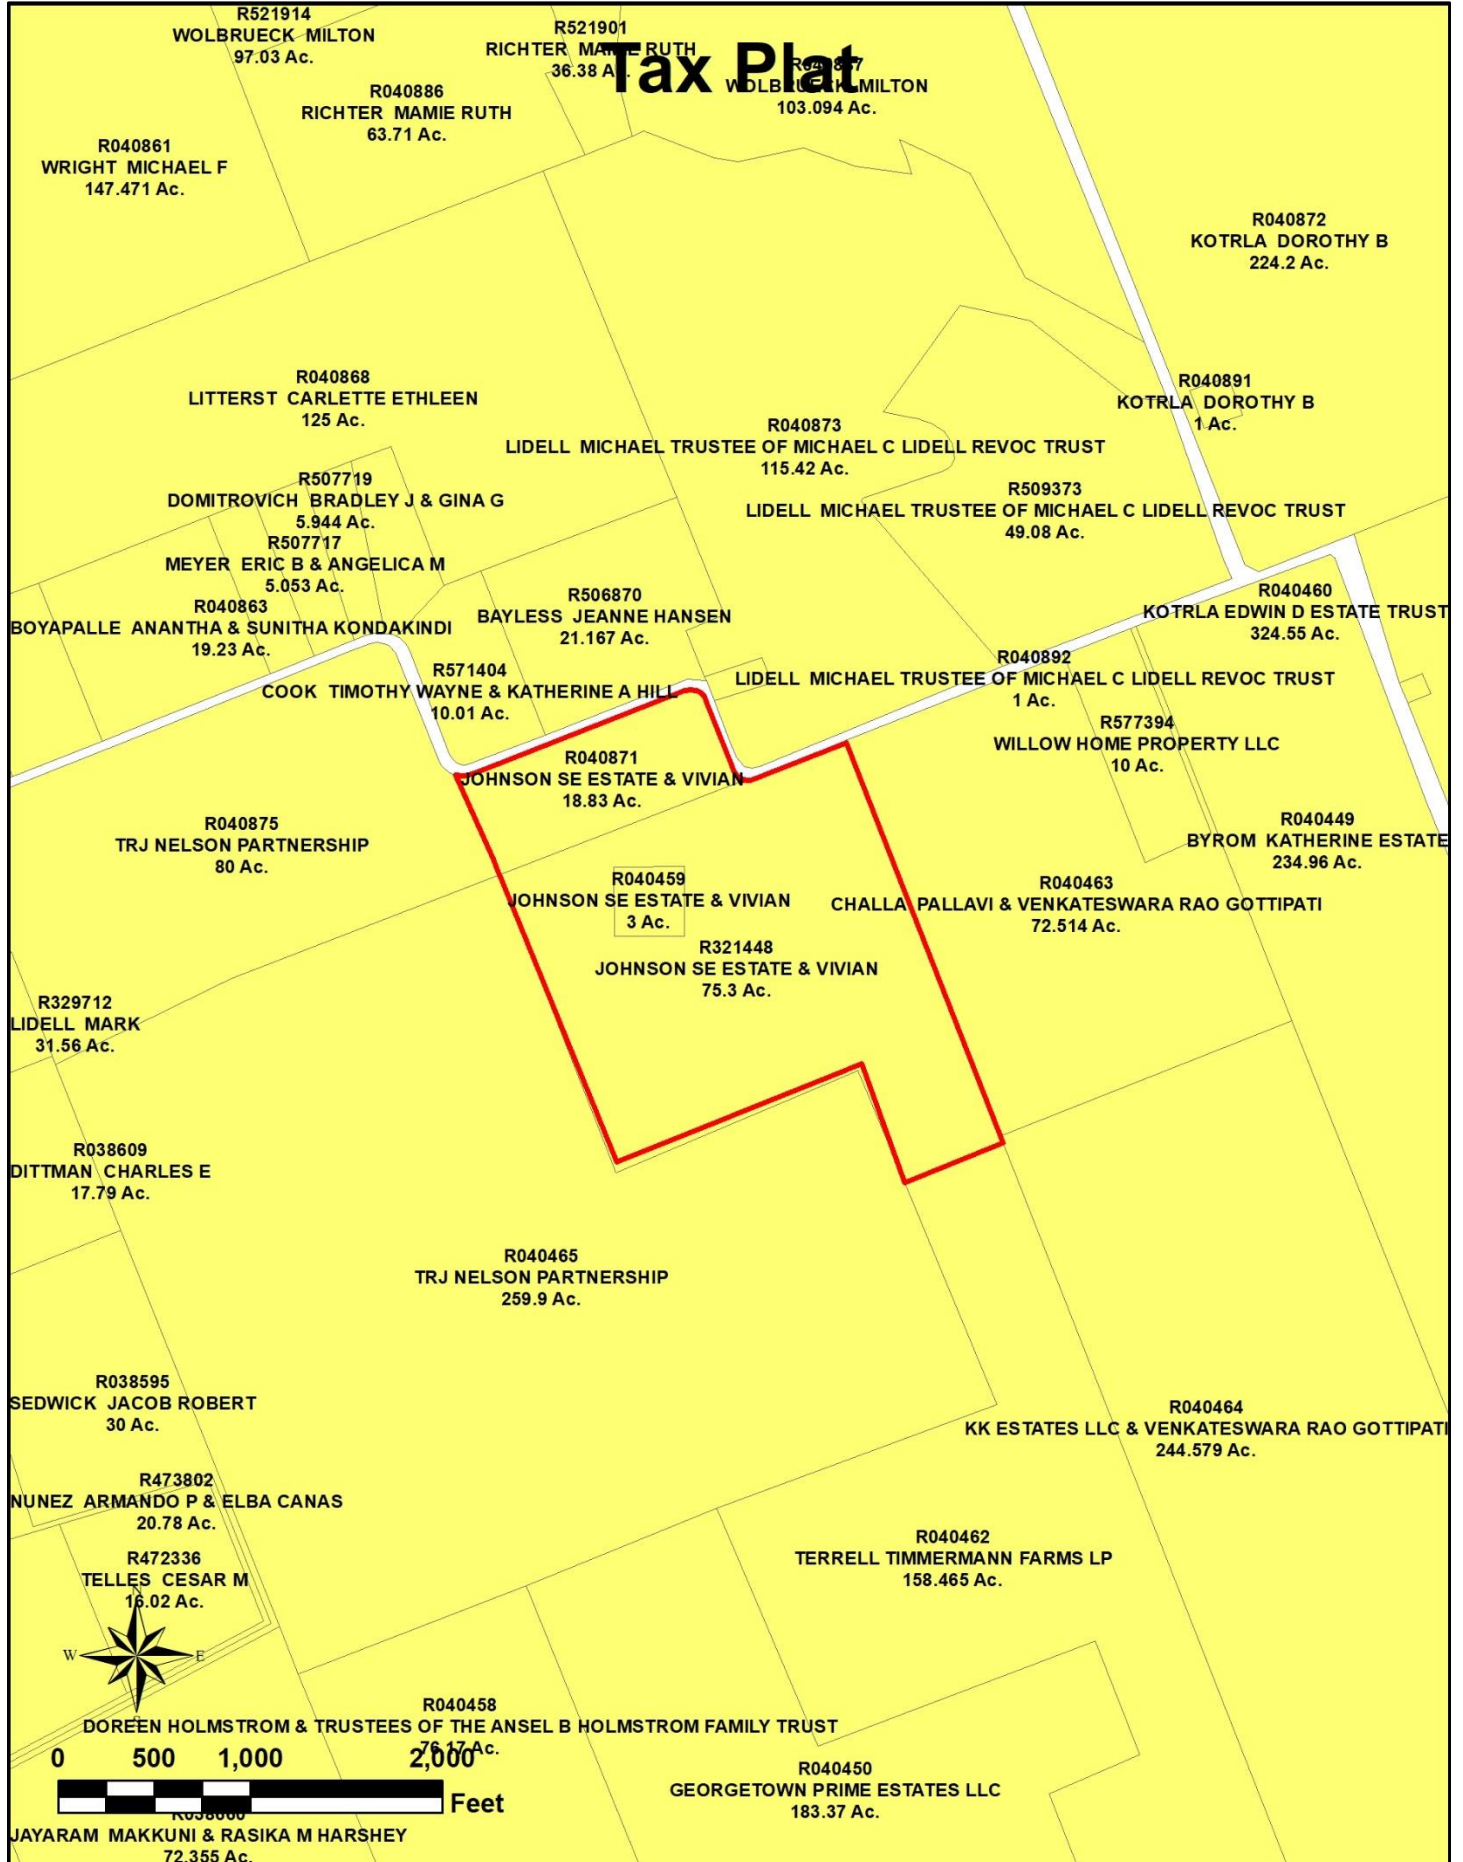 Tax Plat
R521914
WOLBRUECK MILTON
97.03 Ac.
R521901
RICHTER MAMIE RUTH
36.38 Ac.
WOLBRUECK MILTON
103.094 Ac.
R040886
RICHTER MAMIE RUTH
63.71 Ac.
R040861
WRIGHT MICHAEL F
147.471 Ac.
R040872
KOTRLA DOROTHY B
224.2 Ac.
R040868
LITTERST CARLETTE ETHLEEN
125 Ac.
R040891
KOTRLA DOROTHY B
1 Ac.
R040873
LIDELL MICHAEL TRUSTEE OF MICHAEL C LIDELL REVOC TRUST
115.42 Ac.
R507719
DOMITROVICH BRADLEY J & GINA G
5.944 Ac.
R509373
LIDELL MICHAEL TRUSTEE OF MICHAEL C LIDELL REVOC TRUST
49.08 Ac.
R507717
MEYER ERIC B & ANGELICA M
5.053 Ac.
R040863
BOYAPALLE ANANTHA & SUNITHA KONDAKINDI
19.23 Ac.
R506870
BAYLESS JEANNE HANSEN
21.167 Ac.
R040460
KOTRLA EDWIN D ESTATE TRUST
324.55 Ac.
R571404
COOK TIMOTHY WAYNE & KATHERINE A HILL
10.01 Ac.
R040892
LIDELL MICHAEL TRUSTEE OF MICHAEL C LIDELL REVOC TRUST
1 Ac.
R577394
WILLOW HOME PROPERTY LLC
10 Ac.
R040871
JOHNSON SE ESTATE & VIVIAN
18.83 Ac.
R040875
TRJ NELSON PARTNERSHIP
80 Ac.
R040449
BYROM KATHERINE ESTATE
234.96 Ac.
R040459
JOHNSON SE ESTATE & VIVIAN
3 Ac.
R040463
CHALLA PALLAVI & VENKATESWARA RAO GOTTIPATI
72.514 Ac.
R321448
JOHNSON SE ESTATE & VIVIAN
75.3 Ac.
R329712
LIDELL MARK
31.56 Ac.
R038609
DITTMAN CHARLES E
17.79 Ac.
R040465
TRJ NELSON PARTNERSHIP
259.9 Ac.
R038595
SEDWICK JACOB ROBERT
30 Ac.
R040464
KK ESTATES LLC & VENKATESWARA RAO GOTTIPATI
244.579 Ac.
R473802
NUNEZ ARMANDO P & ELBA CANAS
20.78 Ac.
R040462
TERRELL TIMMERMANN FARMS LP
158.465 Ac.
R472336
TELLES CESAR M
16.02 Ac.
N
W E
S
R040458
DOREEN HOLMSTROM & TRUSTEES OF THE ANSEL B HOLMSTROM FAMILY TRUST
76.17 Ac.
0 500 1,000 2,000
Feet
R040450
GEORGETOWN PRIME ESTATES LLC
183.37 Ac.
JAYARAM MAKKUNI & RASIKA M HARSHEY
72.355 Ac.